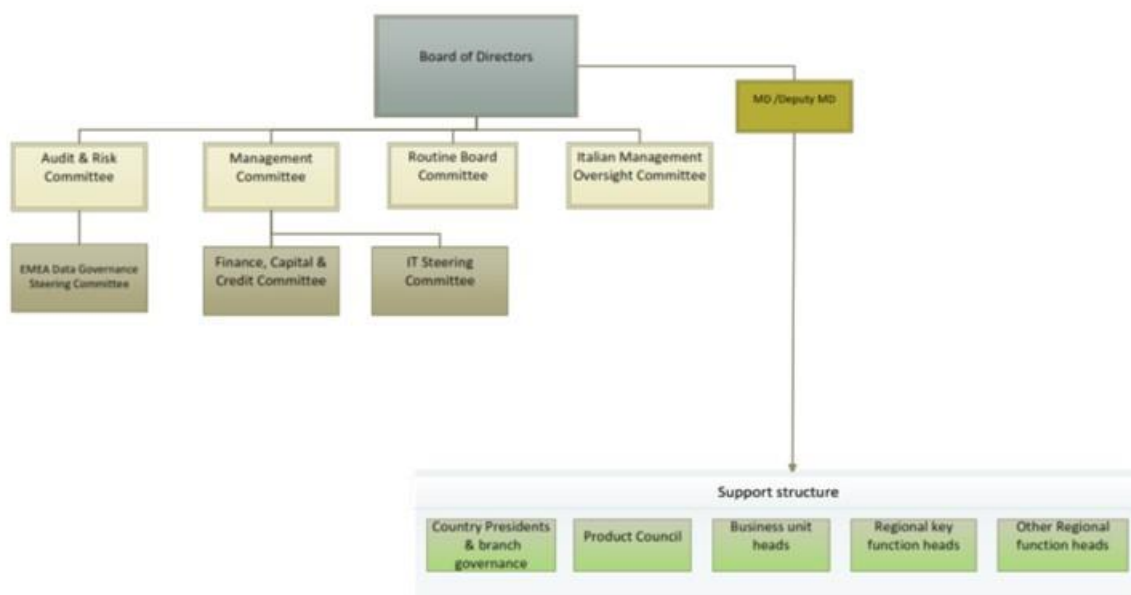 Board of Directors
MD /Deputy MD
Audit & Risk
Committee
Management
Committee
Routine Board
Committee
Italian Management
Oversight Committee
EMEA Data Governance
Steering Committee
Finance, Capital &
Credit Committee
IT Steering
Committee
Support structure
Country Presidents
& branch
governance
Product Council
Business unit
heads
Regional key
function heads
Other Regional
function heads